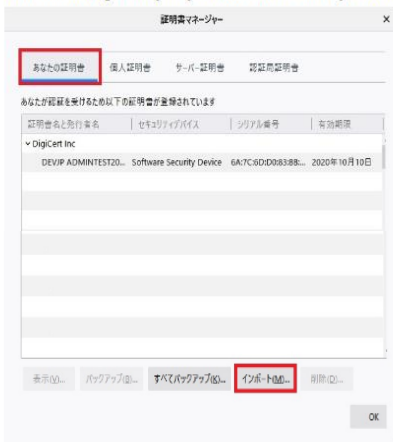 証明書マネージャー
×
あなたの証明書 個人証明書 サーバー証明書 認証局証明書
あなたが認証を受けるため以下の証明書が登録されています
証明書名と発行者名 セキュリティデバイス シリアル番号 有効期限
DigiCert Inc
DEVJP ADMINTEST20... Software Security Device 6A:7C:6D:D0:83:8B:... 2020年10月10日
表示(V)... バックアップ(B)... すべてバックアップ(K)... インポート(M)... 削除(D)...
OK